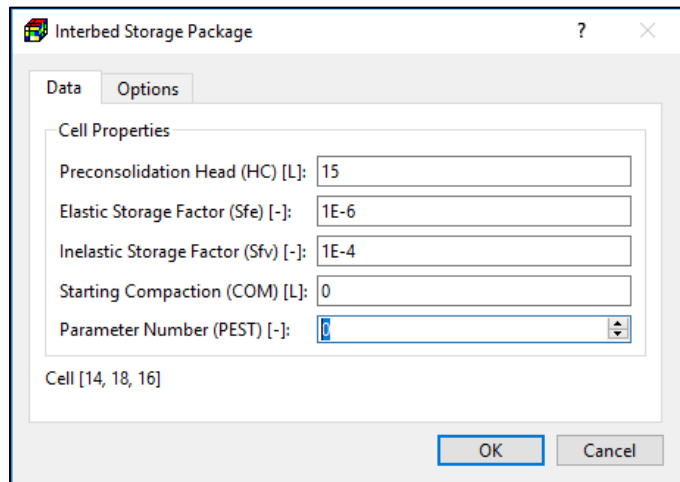 Interbed Storage Package ?
Data Options
Cell Properties
Preconsolidation Head (HC) [L]: 15
Elastic Storage Factor (Sfe) [-]: 1E-6
Inelastic Storage Factor (Sfv) [-]: 1E-4
Starting Compaction (COM) [L]: 0
Parameter Number (PEST) [-]: 0
Cell [14, 18, 16]
OK Cancel